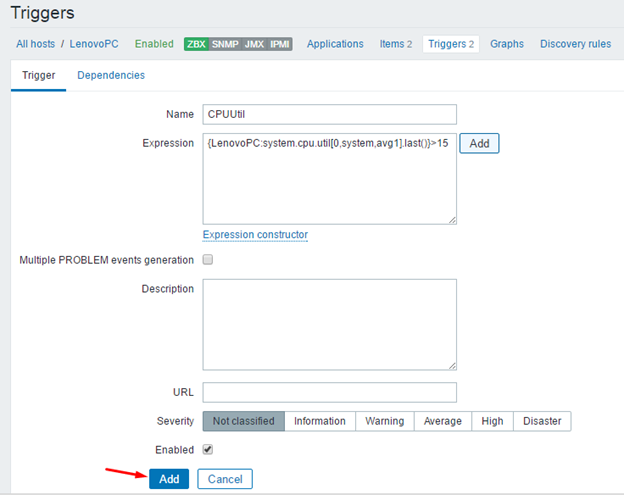 Triggers
All hosts / LenovoPC Enabled ZBX SNMP JMX IPMI Applications Items 2 Triggers 2 Graphs Discovery rules
Trigger Dependencies
Name CPUUtil
Expression {LenovoPC:system.cpu.util[0,system,avg1].last()}>15 Add
Expression constructor
Multiple PROBLEM events generation
Description
URL
Severity Not classified Information Warning Average High Disaster
Enabled
Add Cancel